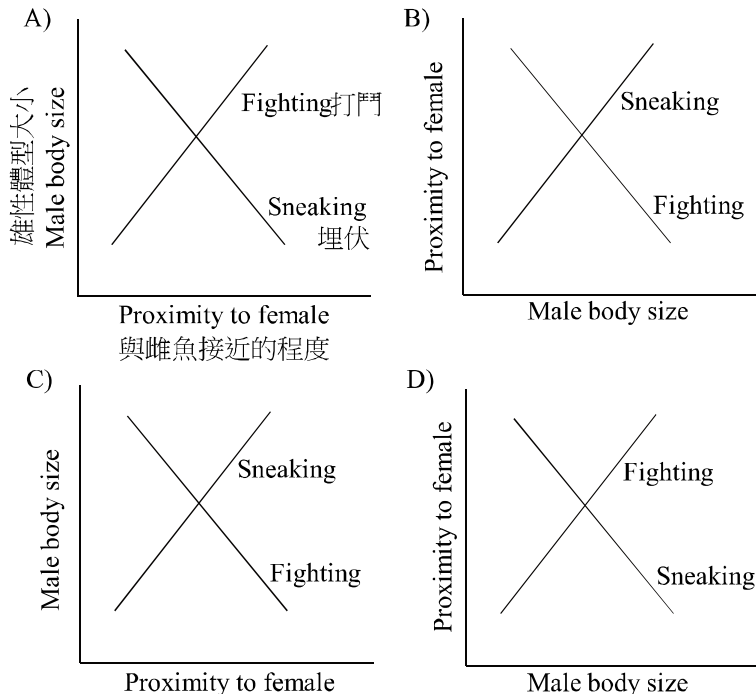 A)
雄性體型大小
Male body size
Fighting打鬥
Sneaking
埋伏
Proximity to female
與雌魚接近的程度
B)
Proximity to female
Sneaking
Fighting
Male body size
C)
Male body size
Sneaking
Fighting
Proximity to female
D)
Proximity to female
Fighting
Sneaking
Male body size